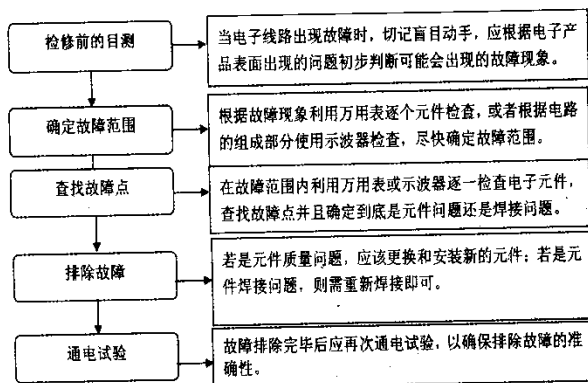 检修前的目测
当电子线路出现故障时，切记盲目动手，应根据电子
产品表面出现的问题初步判断可能会出现的故障现象。
确定故障范围
根据故障现象利用万用表逐个元件检查，或者根据电路
的组成部分使用示波器检查，尽快确定故障范围。
查找故障点
在故障范围内利用万用表或示波器逐一检查电子元件，
查找故障点并且确定到底是元件问题还是焊接问题。
排除故障
若是元件质量问题，应该更换和安装新的元件；若是元
件焊接问题，则需重新焊接即可。
通电试验
故障排除完毕后应再次通电试验，以确保排除故障的准
确性。